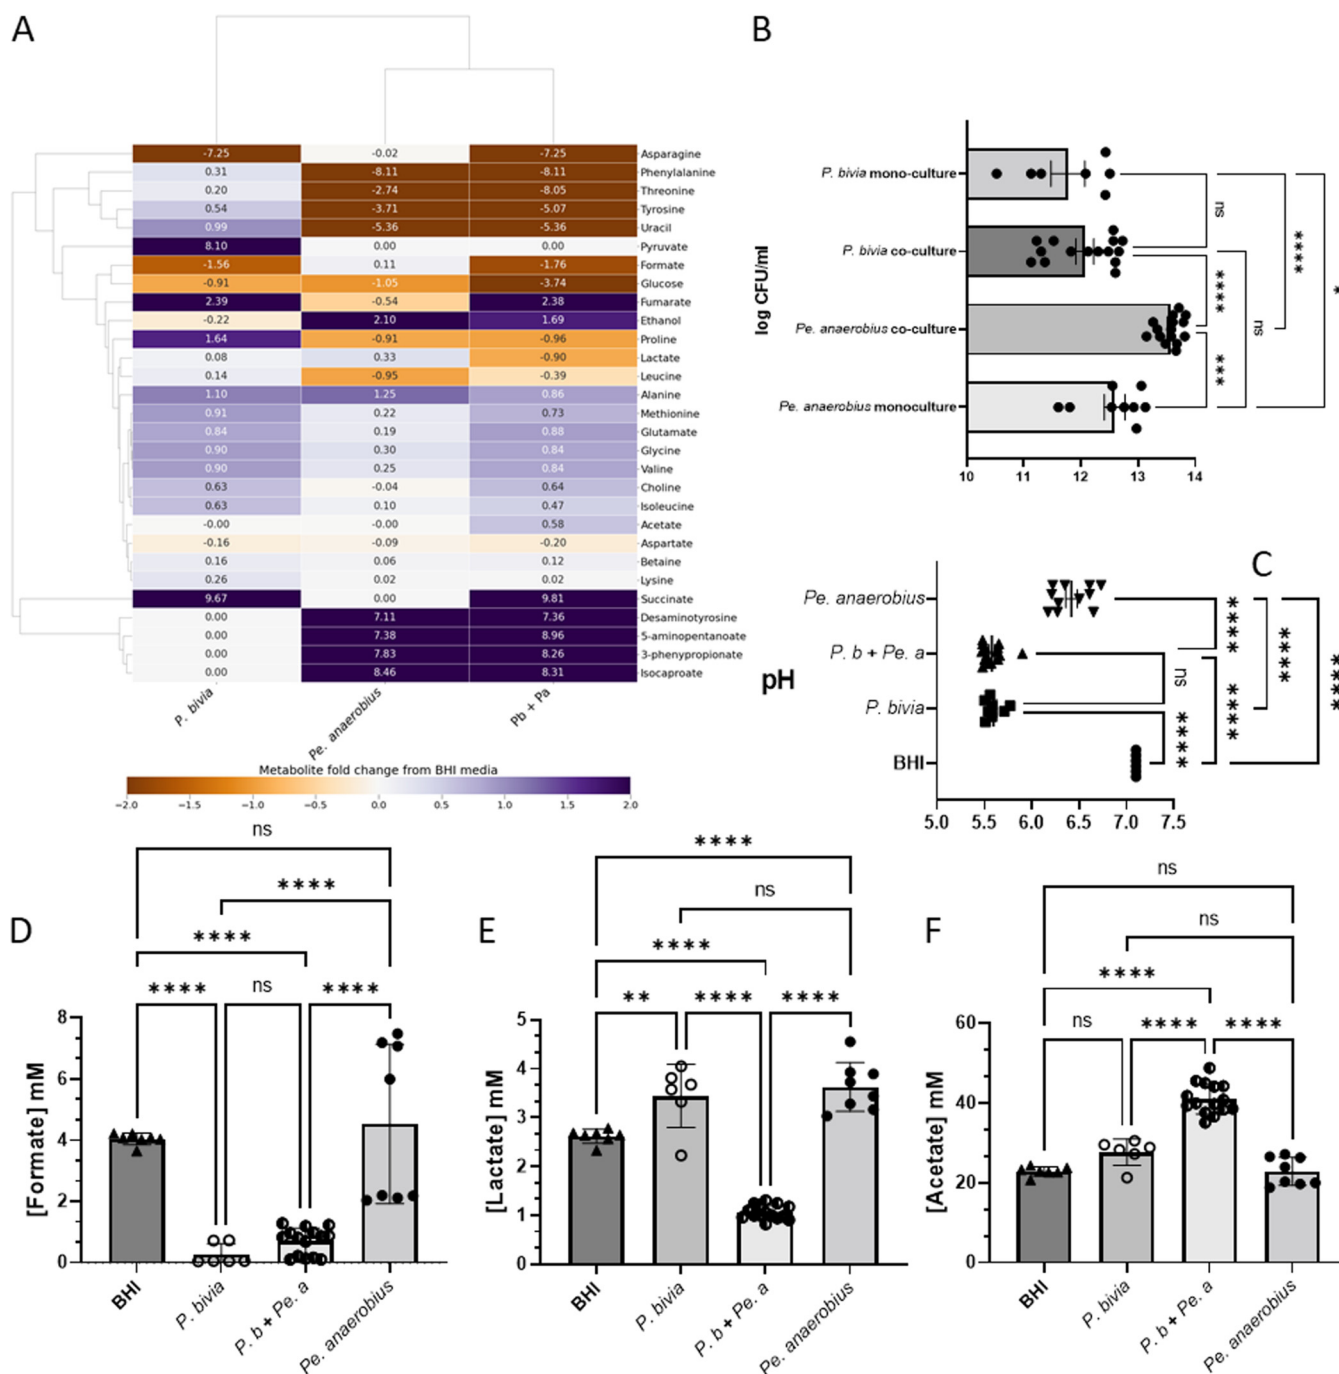 A
-7.25 -0.02 -7.25 Asparagine
0.31 -8.11 -8.11 Phenylalanine
0.20 -2.74 -8.05 Threonine
0.54 -3.71 -5.07 Tyrosine
0.99 -5.36 -5.36 Uracil
8.10 0.00 0.00 Pyruvate
-1.56 0.11 -1.76 Formate
-0.91 -1.05 -3.74 Glucose
2.39 -0.54 2.38 Fumarate
-0.22 2.10 1.69 Ethanol
1.64 -0.91 -0.96 Proline
0.08 0.33 -0.90 Lactate
0.14 -0.95 -0.39 Leucine
1.10 1.25 0.86 Alanine
0.91 0.22 0.73 Methionine
0.84 0.19 0.88 Glutamate
0.90 0.30 0.84 Glycine
0.90 0.25 0.84 Valine
0.63 -0.04 0.64 Choline
0.63 0.10 0.47 Isoleucine
-0.00 -0.00 0.58 Acetate
-0.16 -0.09 -0.20 Aspartate
0.16 0.06 0.12 Betaine
0.26 0.02 0.02 Lysine
9.67 0.00 9.81 Succinate
0.00 7.11 7.36 Desaminotyrosine
0.00 7.38 8.96 5-aminopentanoate
0.00 7.83 8.26 3-phenypropionate
0.00 8.46 8.31 Isocaproate
P. bivia Pe. anaerobius Pb + Pa
Metabolite fold change from BHI media
−2.0 −1.5 −1.0 −0.5 0.0 0.5 1.0 1.5 2.0
B
log CFU/ml
P. bivia mono-culture
P. bivia co-culture
Pe. anaerobius co-culture
Pe. anaerobius monoculture
ns
****
***
ns
****
*
10 11 12 13 14
C
pH
Pe. anaerobius
P. b + Pe. a
P. bivia
BHI
****
ns
****
****
****
****
5.0 5.5 6.0 6.5 7.0 7.5
D
ns
****
****
**** ns ****
[Formate] mM
8
6
4
2
0
BHI P. bivia P. b + Pe. a Pe. anaerobius
E
****
ns
****
** **** ****
[Lactate] mM
5
4
3
2
1
0
BHI P. bivia P. b + Pe. a Pe. anaerobius
F
ns
ns
****
ns **** ****
[Acetate] mM
60
40
20
0
BHI P. bivia P. b + Pe. a Pe. anaerobius